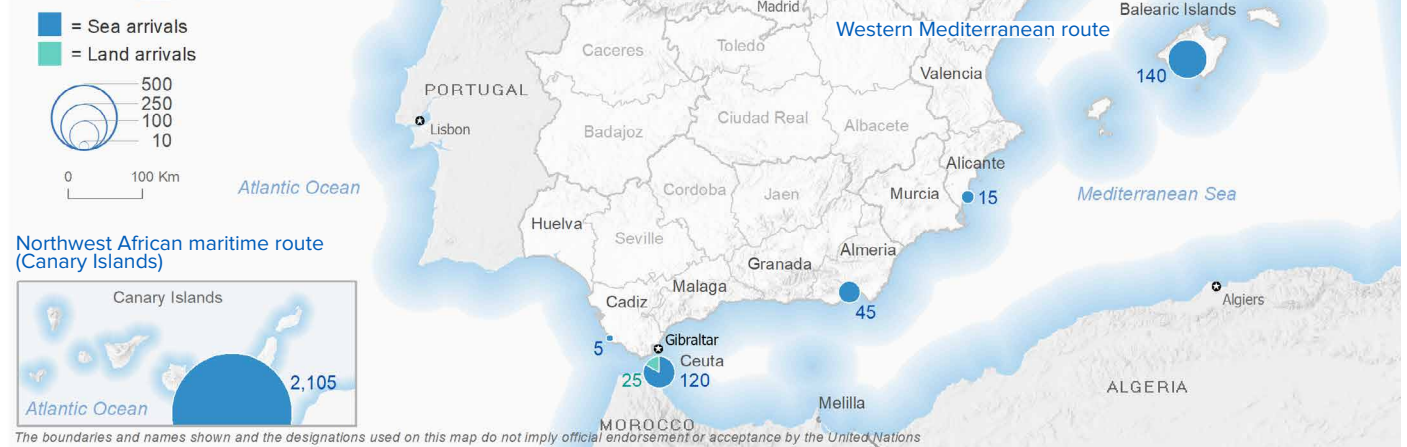 Madrid
Balearic Islands
= Sea arrivals
Western Mediterranean route
Caceres
Toledo
= Land arrivals
Valencia
140
500
250
100
10
PORTUGAL
Lisbon
Badajoz
Ciudad Real
Albacete
0 100 Km
Atlantic Ocean
Alicante
Cordoba
Jaen
Murcia
15
Mediterranean Sea
Huelva
Seville
Northwest African maritime route
(Canary Islands)
Almeria
Granada
Malaga
Cadiz
Canary Islands
Algiers
45
5
Gibraltar
Ceuta
25
120
2,105
ALGERIA
Atlantic Ocean
Melilla
MOROCCO
The boundaries and names shown and the designations used on this map do not imply official endorsement or acceptance by the United Nations